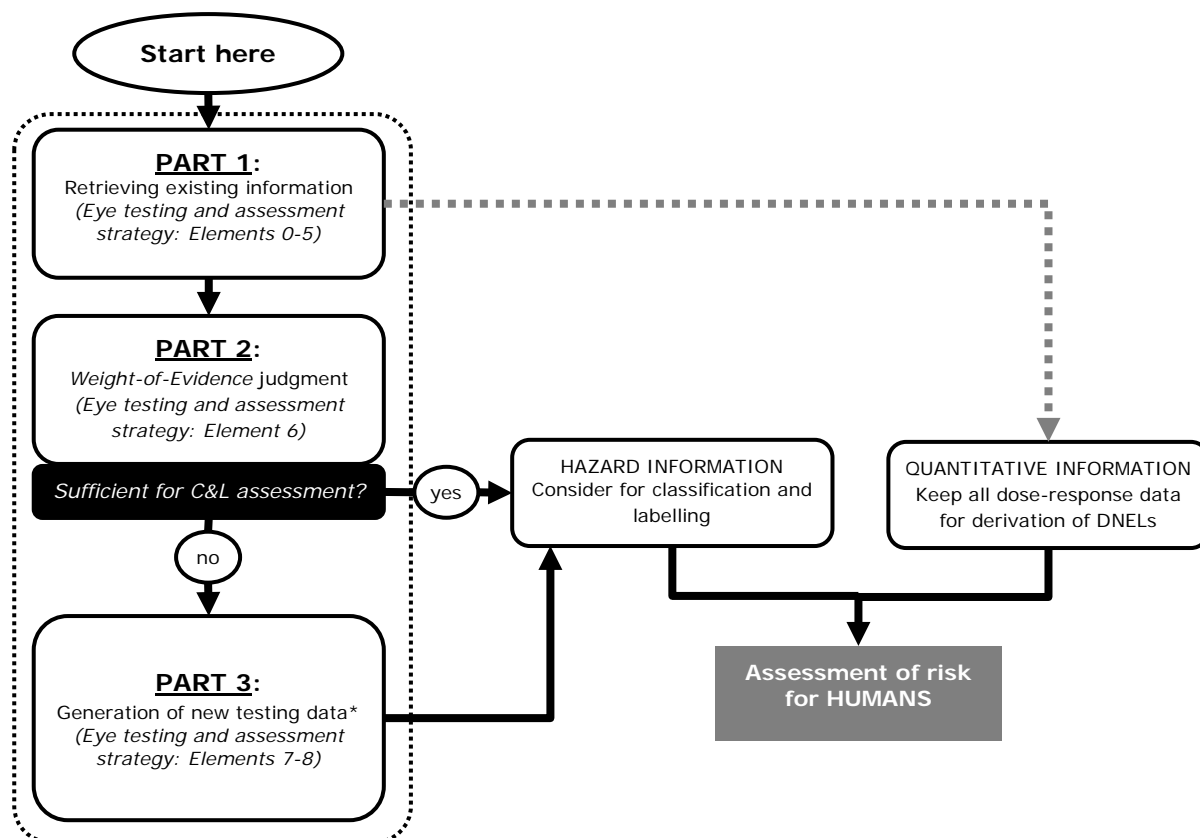 Start here
PART 1:
Retrieving existing information
(Eye testing and assessment
strategy: Elements 0-5)
PART 2:
Weight-of-Evidence judgment
(Eye testing and assessment
strategy: Element 6)
Sufficient for C&L assessment?
yes
no
PART 3:
Generation of new testing data*
(Eye testing and assessment
strategy: Elements 7-8)
HAZARD INFORMATION
Consider for classification and
labelling
QUANTITATIVE INFORMATION
Keep all dose-response data
for derivation of DNELs
Assessment of risk
for HUMANS